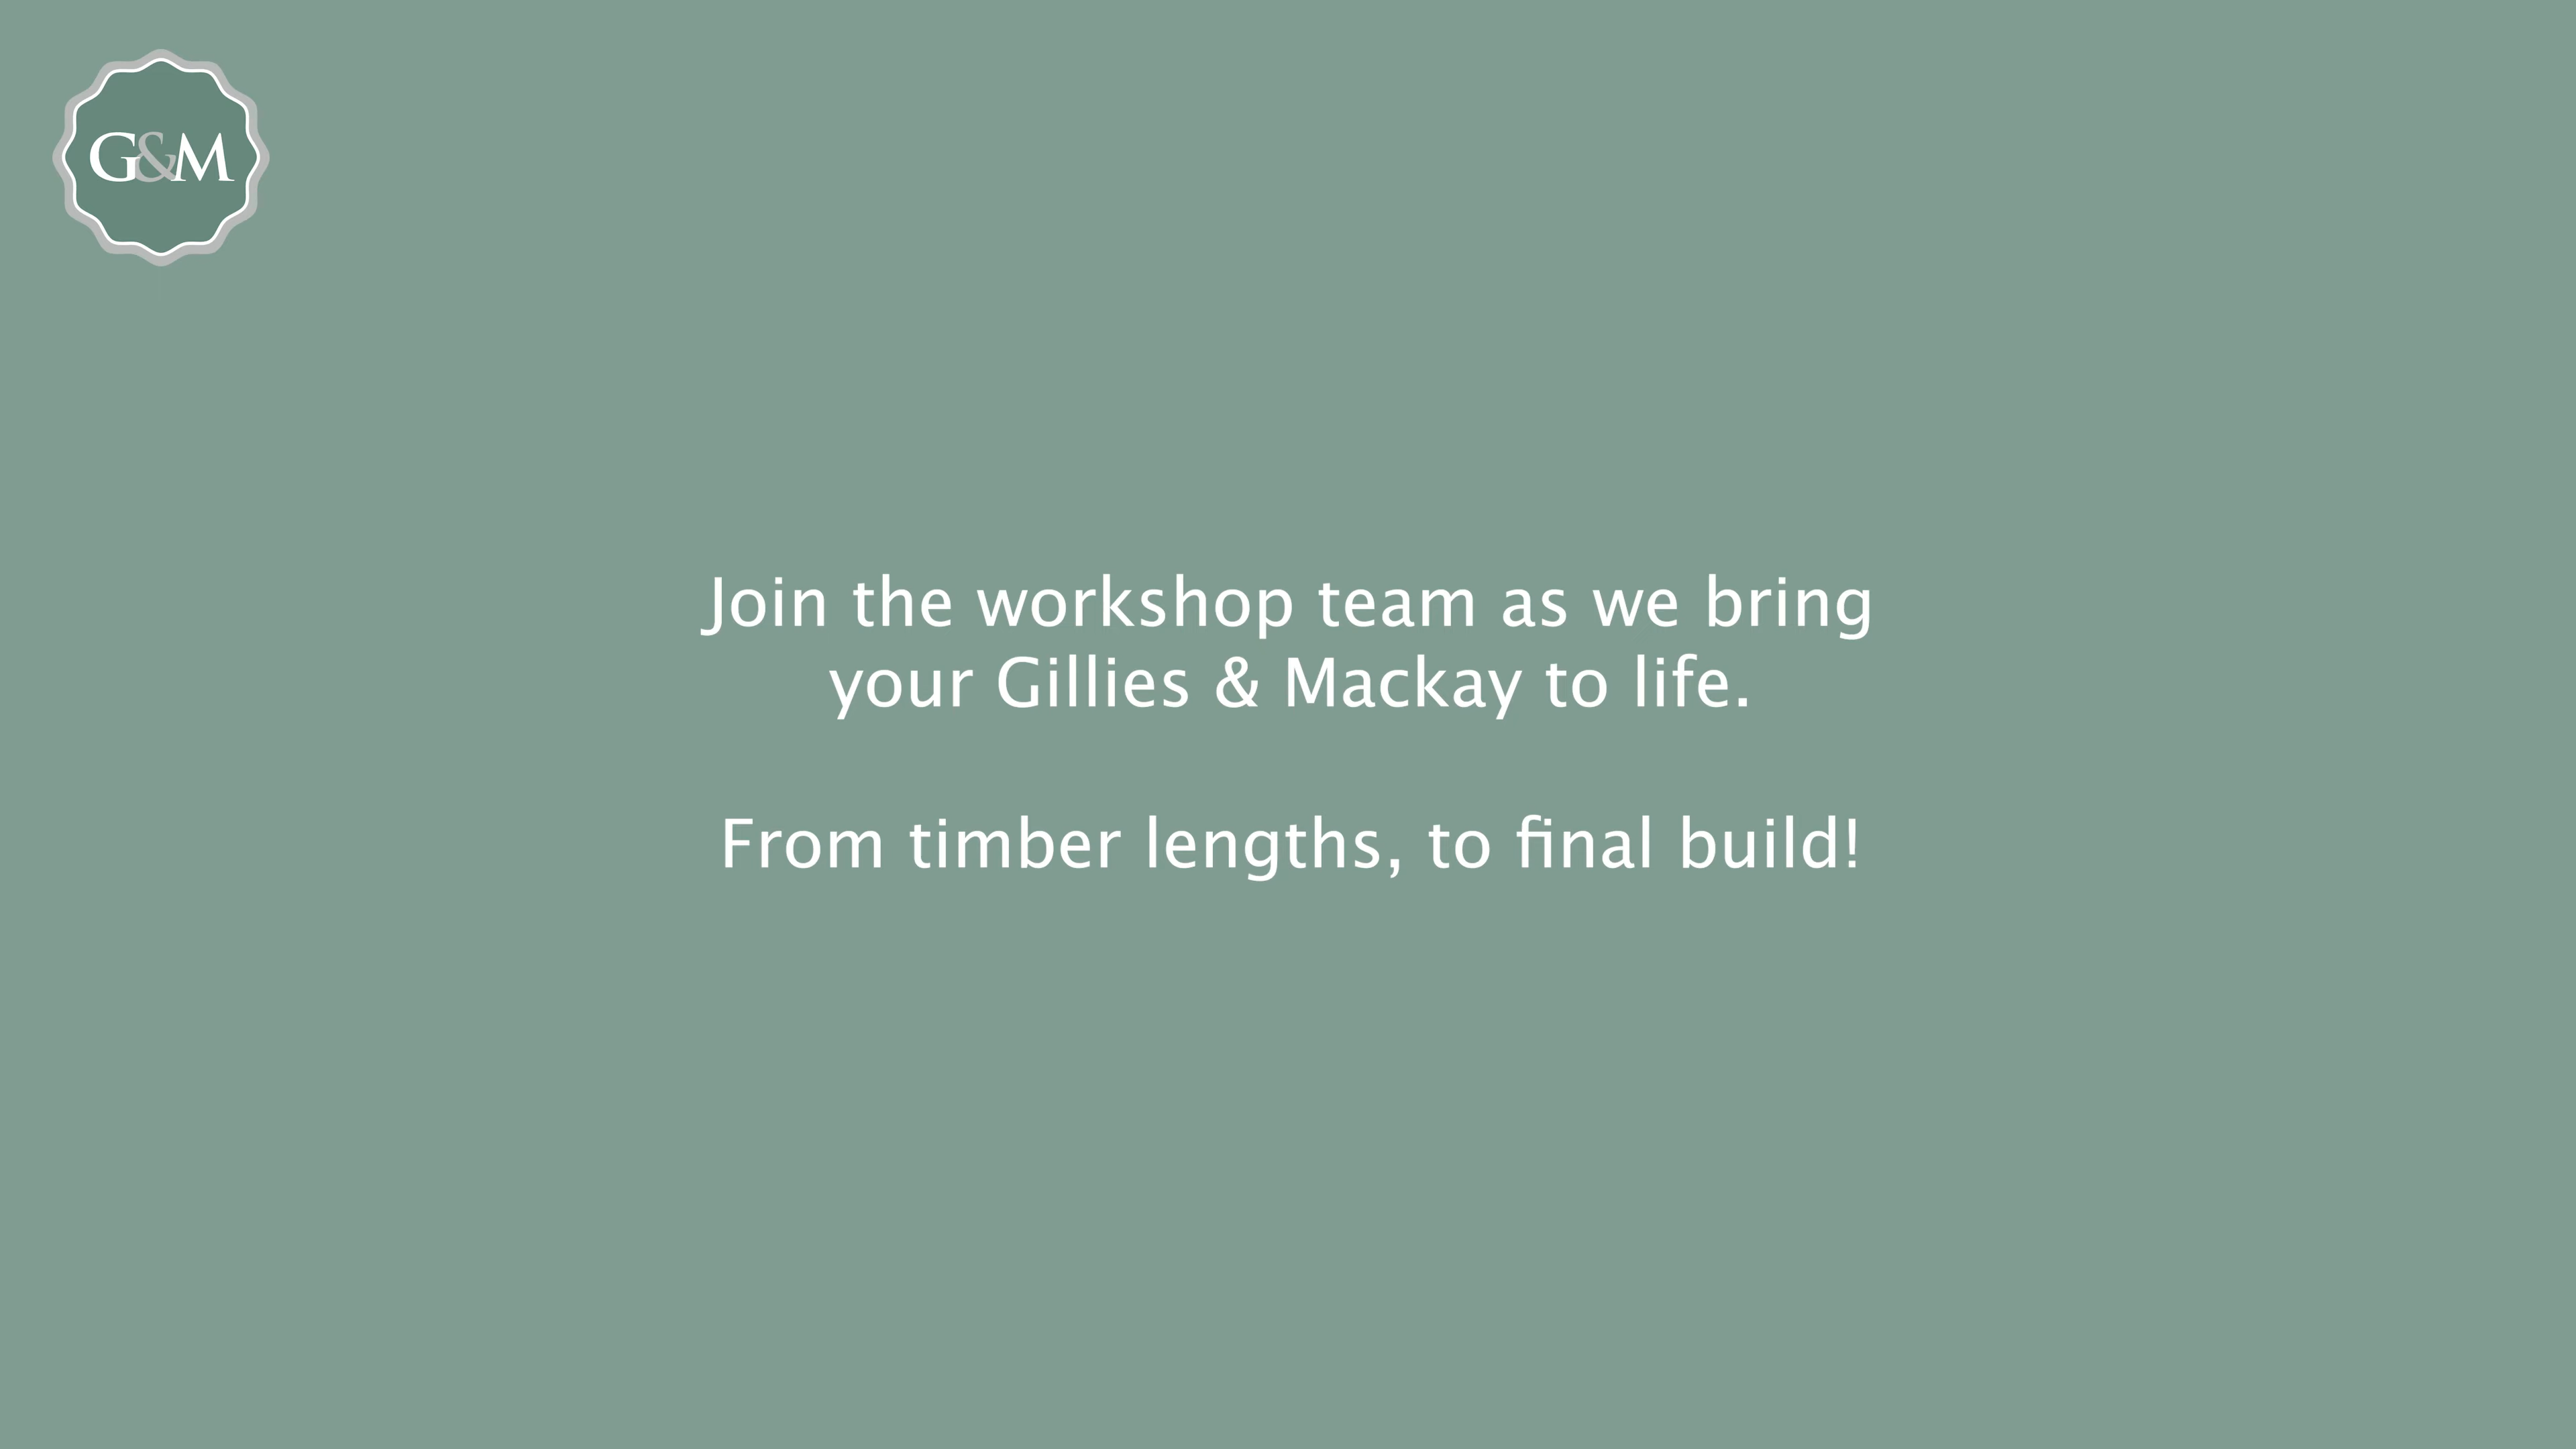 G&M
Join the workshop team as we bring
your Gillies & Mackay to life.
From timber lengths, to final build!